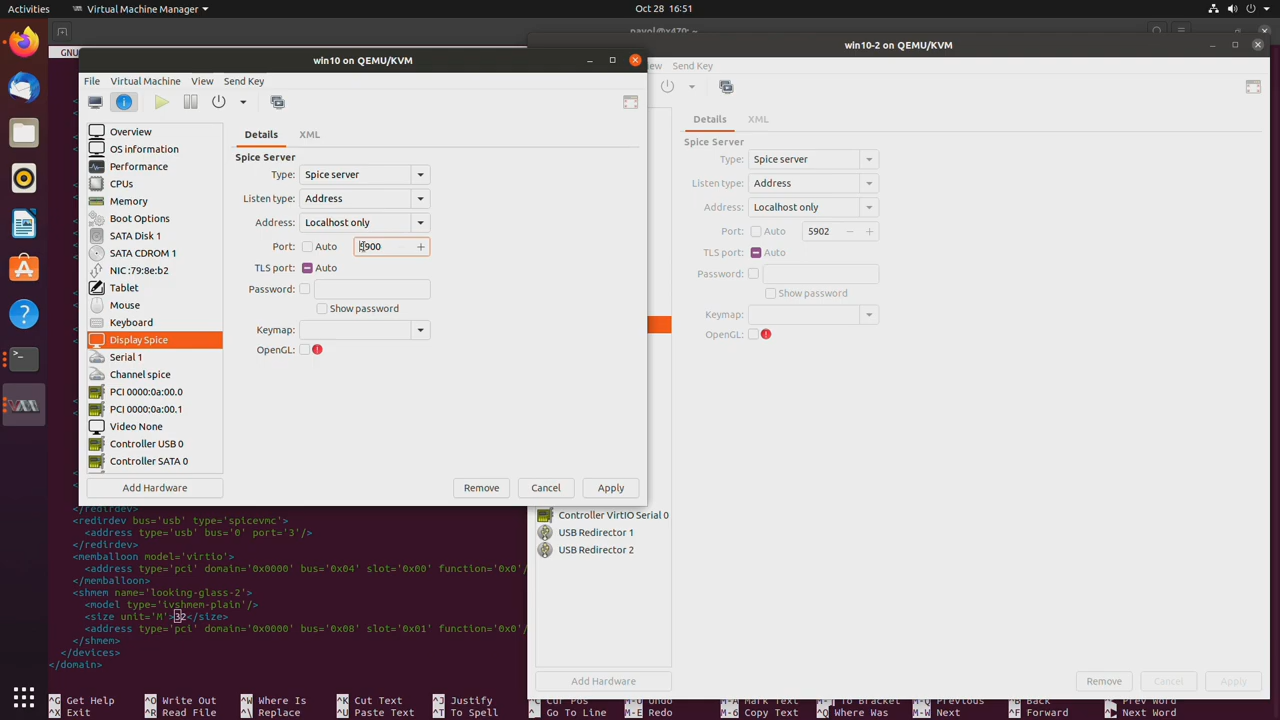 Activities
Virtual Machine Manager
Oct 28 16:51
GNU
win10 on QEMU/KVM
File Virtual Machine View Send Key
Overview
OS information
Performance
CPUs
Memory
Boot Options
SATA Disk 1
SATA CDROM 1
NIC :79:8e:b2
Tablet
Mouse
Keyboard
Display Spice
Serial 1
Channel spice
PCI 0000:0a:00.0
PCI 0000:0a:00.1
Video None
Controller USB 0
Controller SATA 0
Add Hardware
Details XML
Spice Server
Type: Spice server
Listen type: Address
Address: Localhost only
Port: Auto 5900
TLS port: Auto
Password:
Show password
Keymap:
OpenGL:
Remove Cancel Apply
win10-2 on QEMU/KVM
Send Key
Details XML
Spice Server
Type: Spice server
Listen type: Address
Address: Localhost only
Port: Auto 5902
TLS port: Auto
Password:
Show password
Keymap:
OpenGL:
Controller VirtIO Serial 0
USB Redirector 1
USB Redirector 2
Add Hardware
Remove Cancel Apply
</redirdev>
<redirdev bus='usb' type='spicevmc'>
<address type='usb' bus='0' port='3'/>
</redirdev>
<memballoon model='virtio'>
<address type='pci' domain='0x0000' bus='0x04' slot='0x00' function='0x0'/
</memballoon>
<shmem name='looking-glass-2'>
<model type='ivshmem-plain'/>
<size unit='M'>32</size>
<address type='pci' domain='0x0000' bus='0x08' slot='0x01' function='0x0'/
</shmem>
</devices>
</domain>
^G Get Help ^O Write Out ^W Where Is ^K Cut Text ^J Justify ^C Cur Pos M-U Undo M-A Mark Text M-] To Bracket M-Q Previous ^B Back Prev Word
^X Exit ^R Read File ^\ Replace ^U Paste Text ^T To Spell Go To Line M-E Redo M-6 Copy Text ^Q Where Was M-W Next ^F Forward Next Word